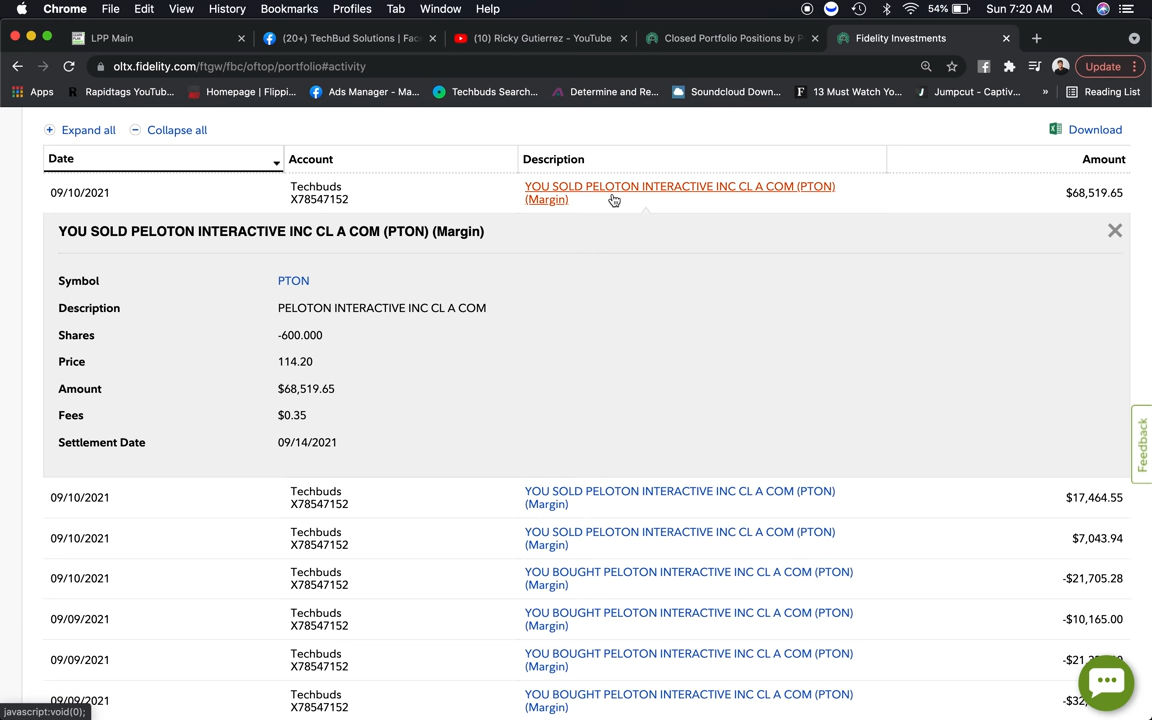 Chrome File Edit View History Bookmarks Profiles Tab Window Help 54% Sun 7:20 AM
LPP Main (20+) TechBud Solutions | Fac (10) Ricky Gutierrez - YouTube Closed Portfolio Positions by P Fidelity Investments
oltx.fidelity.com/ftgw/fbc/oftop/portfolio#activity Update
Apps Rapidtags YouTub... Homepage | Flippi... Ads Manager - Ma... Techbuds Search... Determine and Re... Soundcloud Down... 13 Must Watch Yo... Jumpcut - Captiv... » Reading List
Expand all Collapse all Download
Date Account Description Amount
09/10/2021 Techbuds YOU SOLD PELOTON INTERACTIVE INC CL A COM (PTON) $68,519.65
X78547152 (Margin)
YOU SOLD PELOTON INTERACTIVE INC CL A COM (PTON) (Margin)
Symbol PTON
Description PELOTON INTERACTIVE INC CL A COM
Shares -600.000
Price 114.20
Amount $68,519.65
Fees $0.35
Settlement Date 09/14/2021
Feedback
09/10/2021 Techbuds YOU SOLD PELOTON INTERACTIVE INC CL A COM (PTON) $17,464.55
X78547152 (Margin)
09/10/2021 Techbuds YOU SOLD PELOTON INTERACTIVE INC CL A COM (PTON) $7,043.94
X78547152 (Margin)
09/10/2021 Techbuds YOU BOUGHT PELOTON INTERACTIVE INC CL A COM (PTON) -$21,705.28
X78547152 (Margin)
09/09/2021 Techbuds YOU BOUGHT PELOTON INTERACTIVE INC CL A COM (PTON) -$10,165.00
X78547152 (Margin)
09/09/2021 Techbuds YOU BOUGHT PELOTON INTERACTIVE INC CL A COM (PTON)
X78547152 (Margin)
09/09/2021 Techbuds YOU BOUGHT PELOTON INTERACTIVE INC CL A COM (PTON)
X78547152 (Margin)
javascript:void(0);